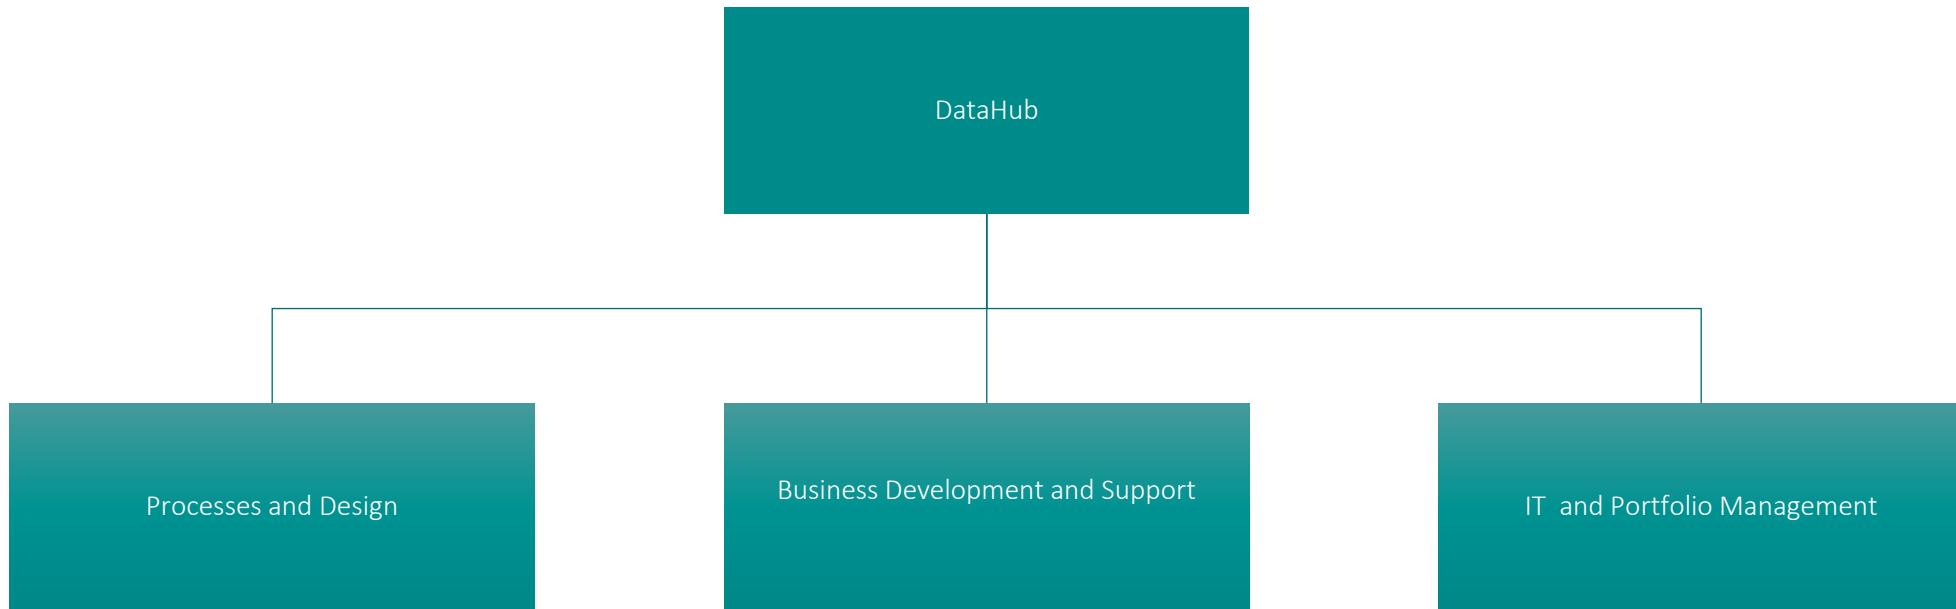 DataHub
Processes and Design
Business Development and Support
IT  and Portfolio Management